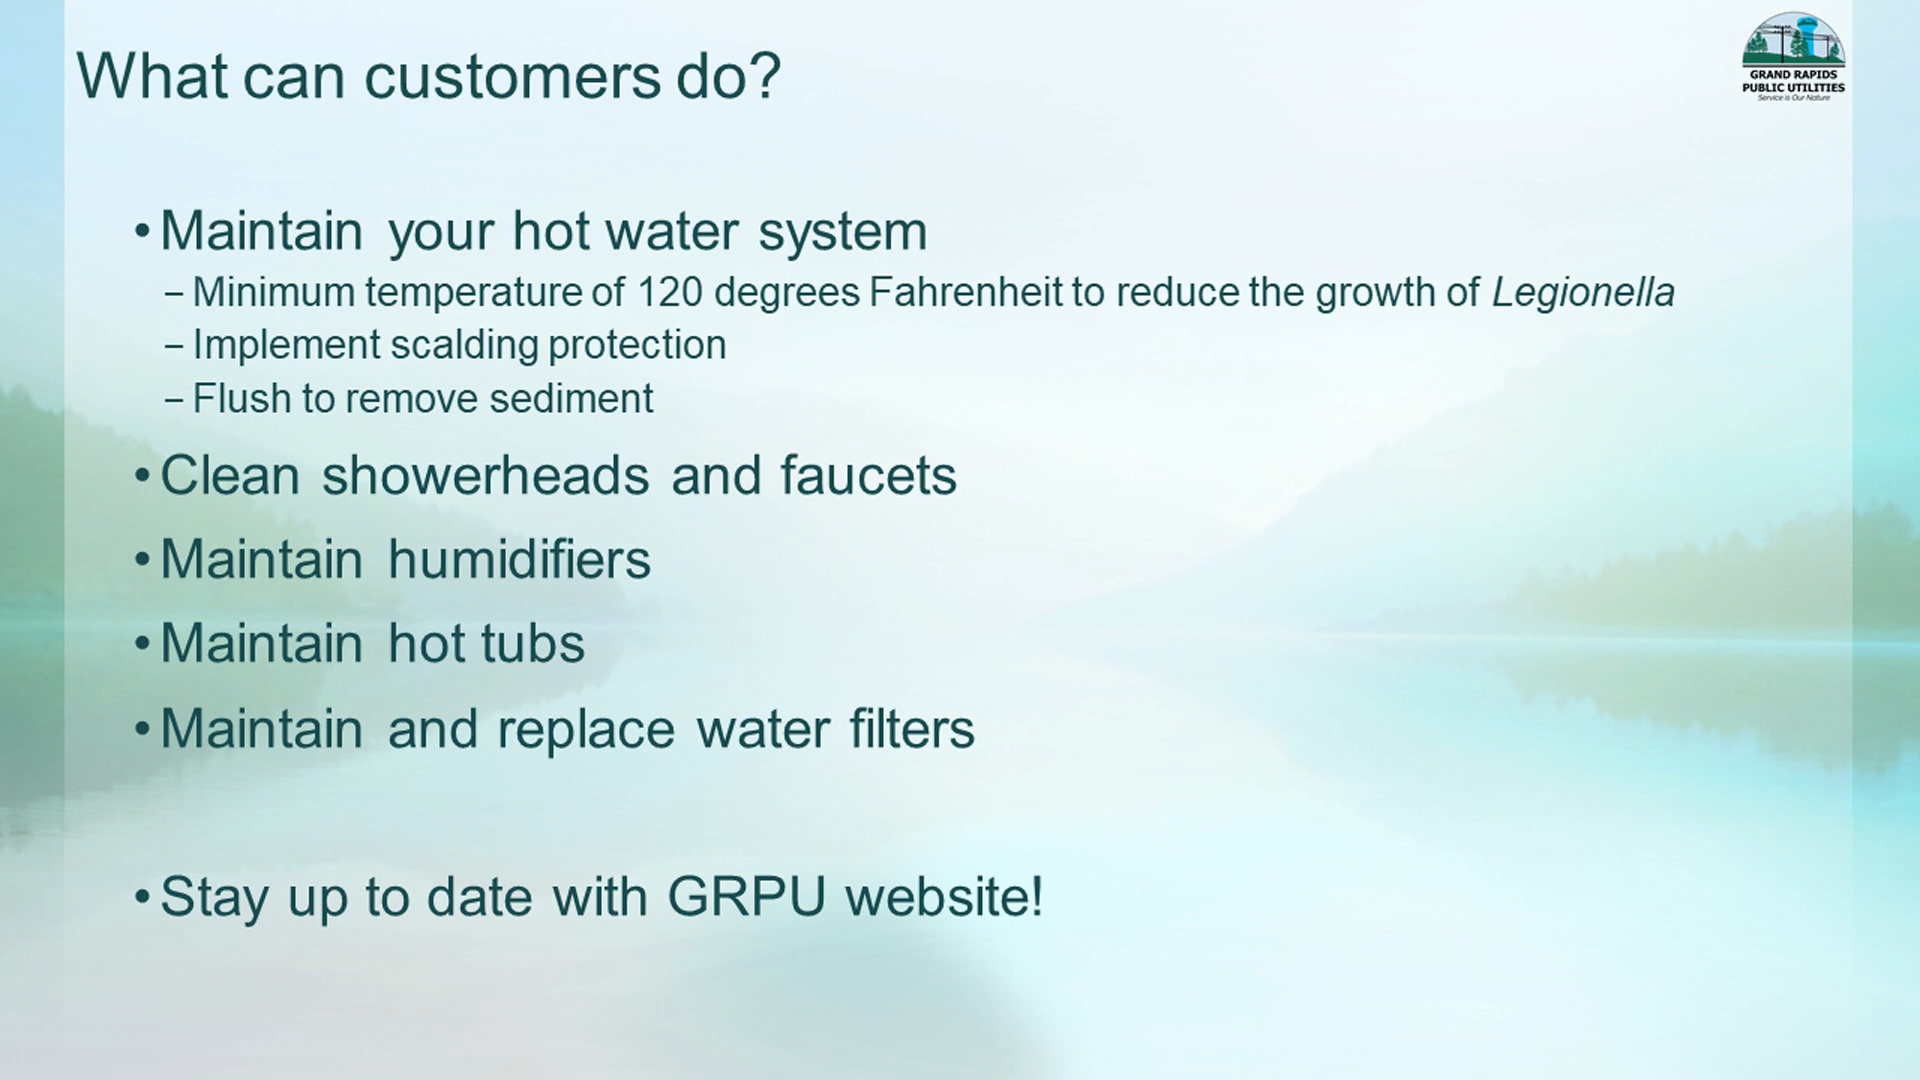 What can customers do?
GRAND RAPIDS
PUBLIC UTILITIES
Service is Our Nature
• Maintain your hot water system
– Minimum temperature of 120 degrees Fahrenheit to reduce the growth of Legionella
– Implement scalding protection
– Flush to remove sediment
• Clean showerheads and faucets
• Maintain humidifiers
• Maintain hot tubs
• Maintain and replace water filters
• Stay up to date with GRPU website!